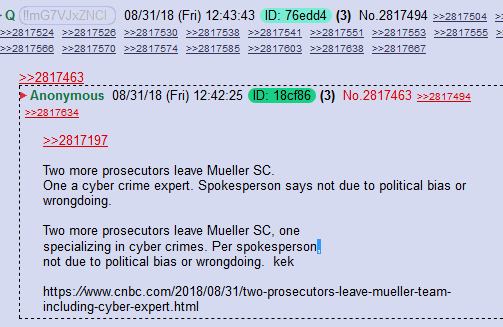 Q !!mG7VJxZNCI 08/31/18 (Fri) 12:43:43 ID: 76edd4 (3) No.2817494 >>2817504
>>2817524 >>2817526 >>2817530 >>2817538 >>2817541 >>2817551 >>2817553 >>2817555
>>2817566 >>2817570 >>2817574 >>2817585 >>2817603 >>2817638 >>2817667
>>2817463
Anonymous 08/31/18 (Fri) 12:42:25 ID: 18cf86 (3) No.2817463 >>2817494
>>2817634
>>2817197
Two more prosecutors leave Mueller SC.
One a cyber crime expert. Spokesperson says not due to political bias or
wrongdoing.
Two more prosecutors leave Mueller SC, one
specializing in cyber crimes. Per spokesperson,
not due to political bias or wrongdoing. kek
https://www.cnbc.com/2018/08/31/two-prosecutors-leave-mueller-team-
including-cyber-expert.html